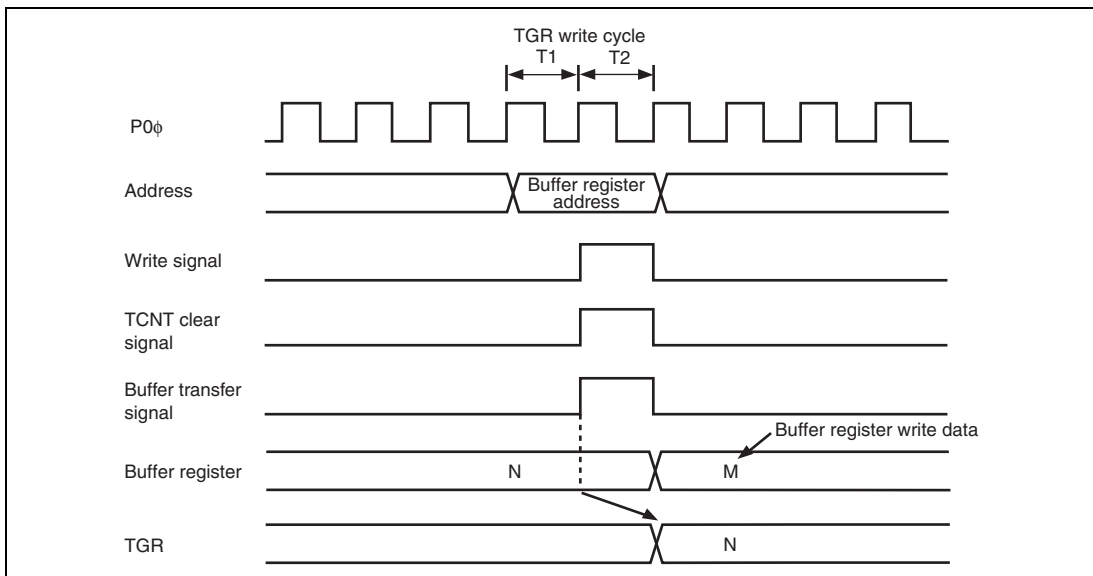 TGR write cycle
T1 T2
P0ϕ
Address
Buffer register
address
Write signal
TCNT clear
signal
Buffer transfer
signal
Buffer register write data
Buffer register
N M
TGR
N